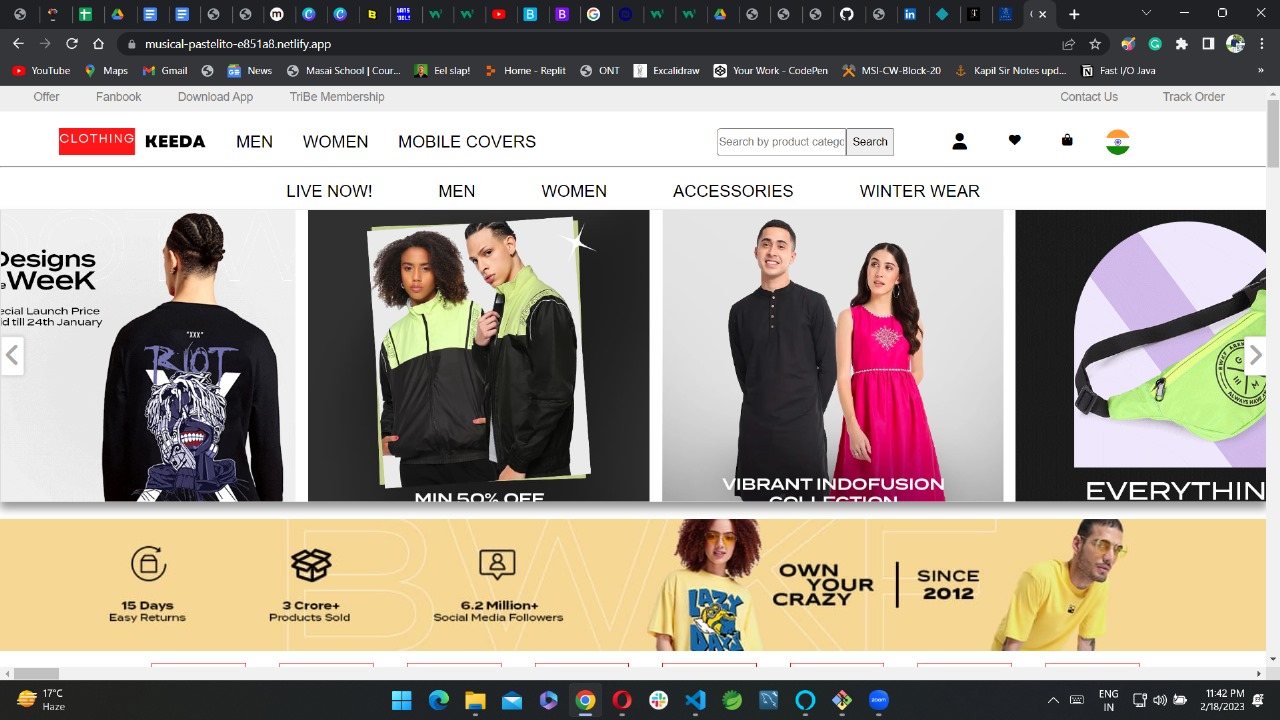 musical-pastelito-e851a8.netlify.app
YouTube Maps Gmail News Masai School | Cour... Eel slap! Home - Replit ONT Excalidraw Your Work - CodePen MSI-CW-Block-20 Kapil Sir Notes upd... Fast I/O Java »
Offer Fanbook Download App TriBe Membership Contact Us Track Order
CLOTHING KEEDA MEN WOMEN MOBILE COVERS Search by product catego Search
LIVE NOW! MEN WOMEN ACCESSORIES WINTER WEAR
Designs
WeeK
ecial Launch Price
d till 24th January
"XXX"
RIOT
MIN 50% OFF
VIBRANT INDOFUSION
COLLECTION
EVERYTHIN
OWN
YOUR
CRAZY
SINCE
2012
15 Days
Easy Returns
3 Crore+
Products Sold
6.2 Million+
Social Media Followers
LAZY
DAYS
17°C
Haze
ENG
IN
11:42 PM
2/18/2023